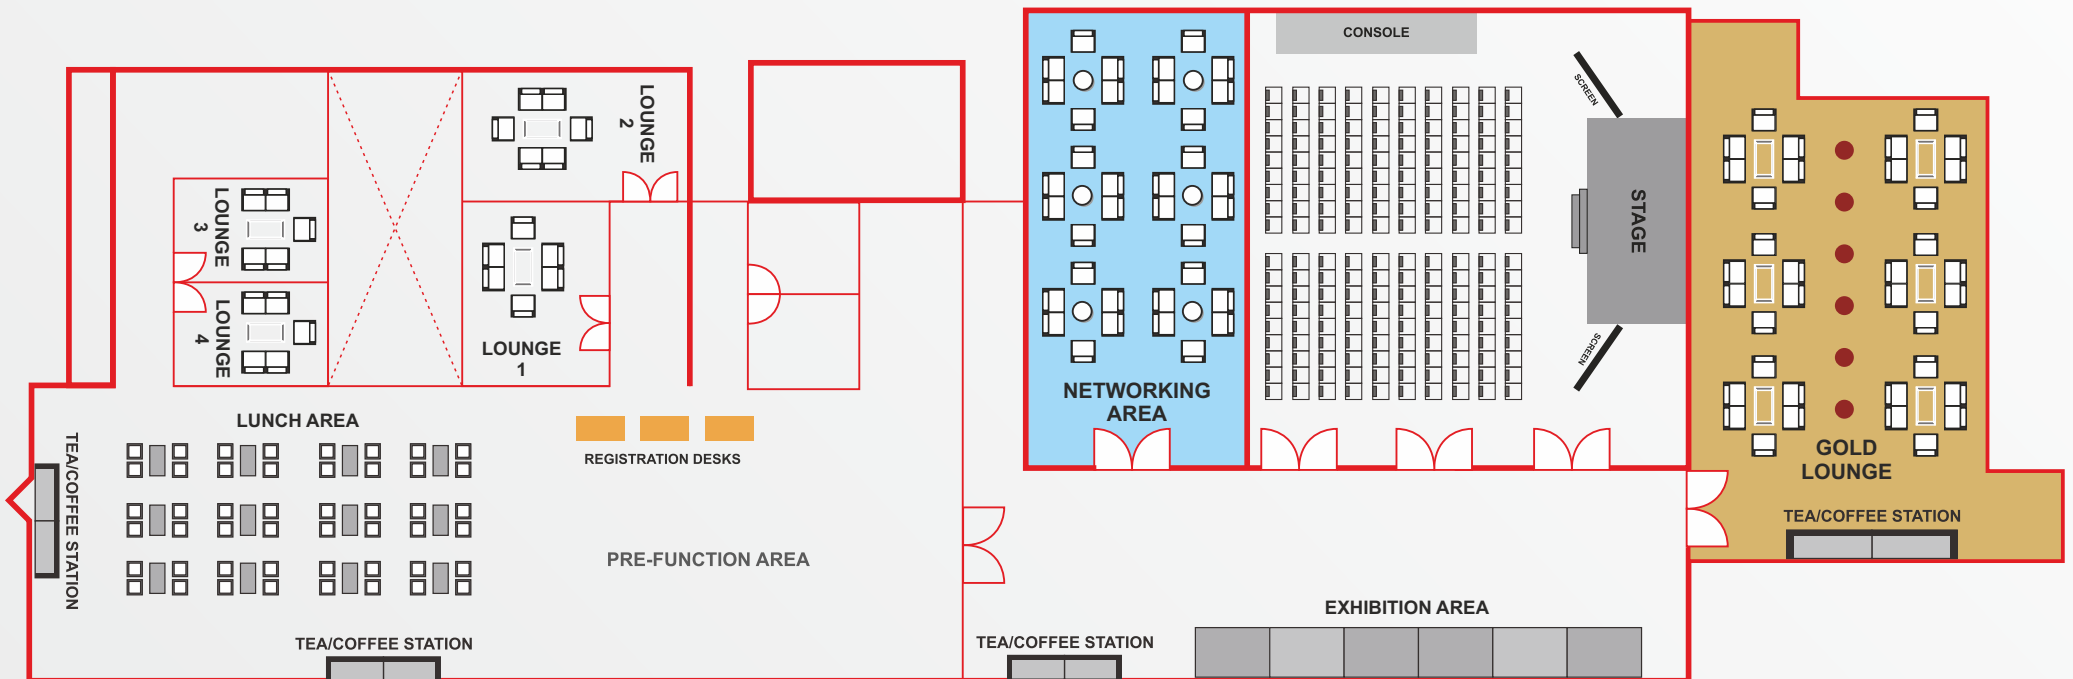 CONSOLE
SCREEN
STAGE
SCREEN
LOUNGE
2
LOUNGE
3
LOUNGE
4
LOUNGE
1
NETWORKING
AREA
GOLD
LOUNGE
TEA/COFFEE STATION
LUNCH AREA
TEA/COFFEE STATION
REGISTRATION DESKS
PRE-FUNCTION AREA
EXHIBITION AREA
TEA/COFFEE STATION
TEA/COFFEE STATION